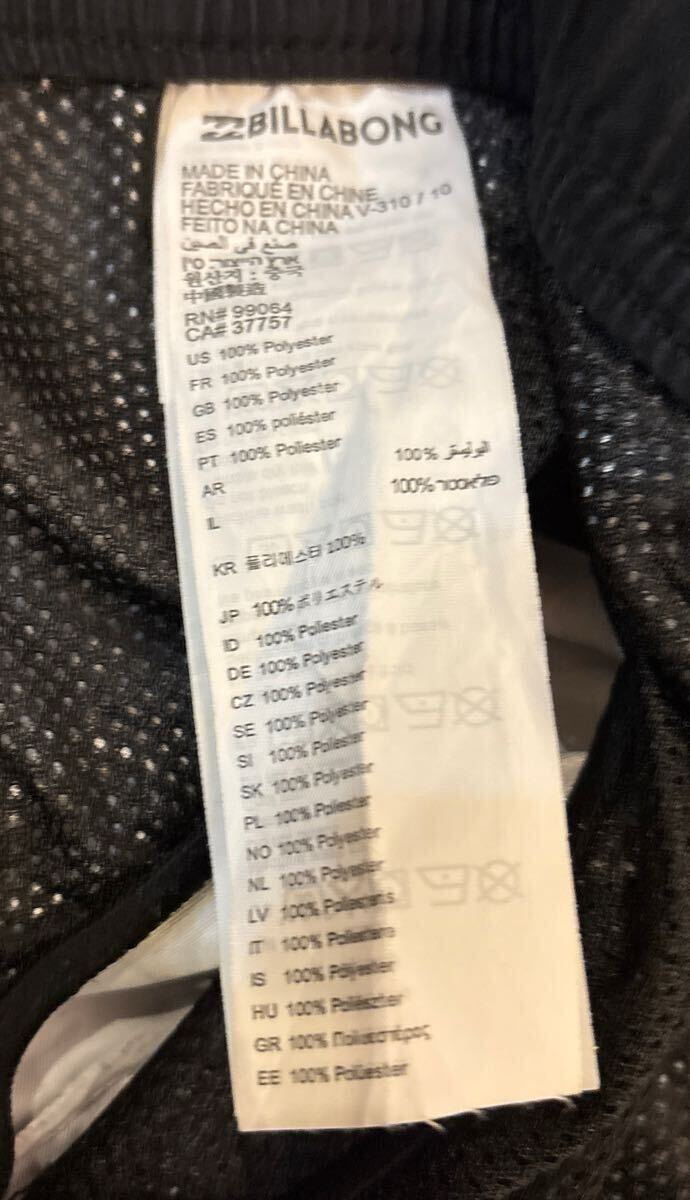 BILLABONG
MADE IN CHINA
FABRIQUÉ EN CHINE
HECHO EN CHINA V-310 / 10
FEITO NA CHINA
صنع في الصين
ארץ הייצור: סין
원산지 : 중국
中國製造
RN# 99064
CA# 37757
US 100% Polyester
FR 100% Polyester
GB 100% Polyester
ES 100% poliéster
PT 100% Poliester
AR 100% البوليستر
IL 100% פוליאסטר
KR 폴리에스터 100%
JP 100% ポリエステル
ID 100% Poliester
DE 100% Polyester
CZ 100% Polyester
SE 100% Polyester
SI 100% Poliester
SK 100% Polyester
PL 100% Poliester
NO 100% Polyester
NL 100% Polyester
LV 100% Poliesters
IT 100% Poliestere
IS 100% Pólyester
HU 100% Poliészter
GR 100% Πολυεστέρας
EE 100% Polüester